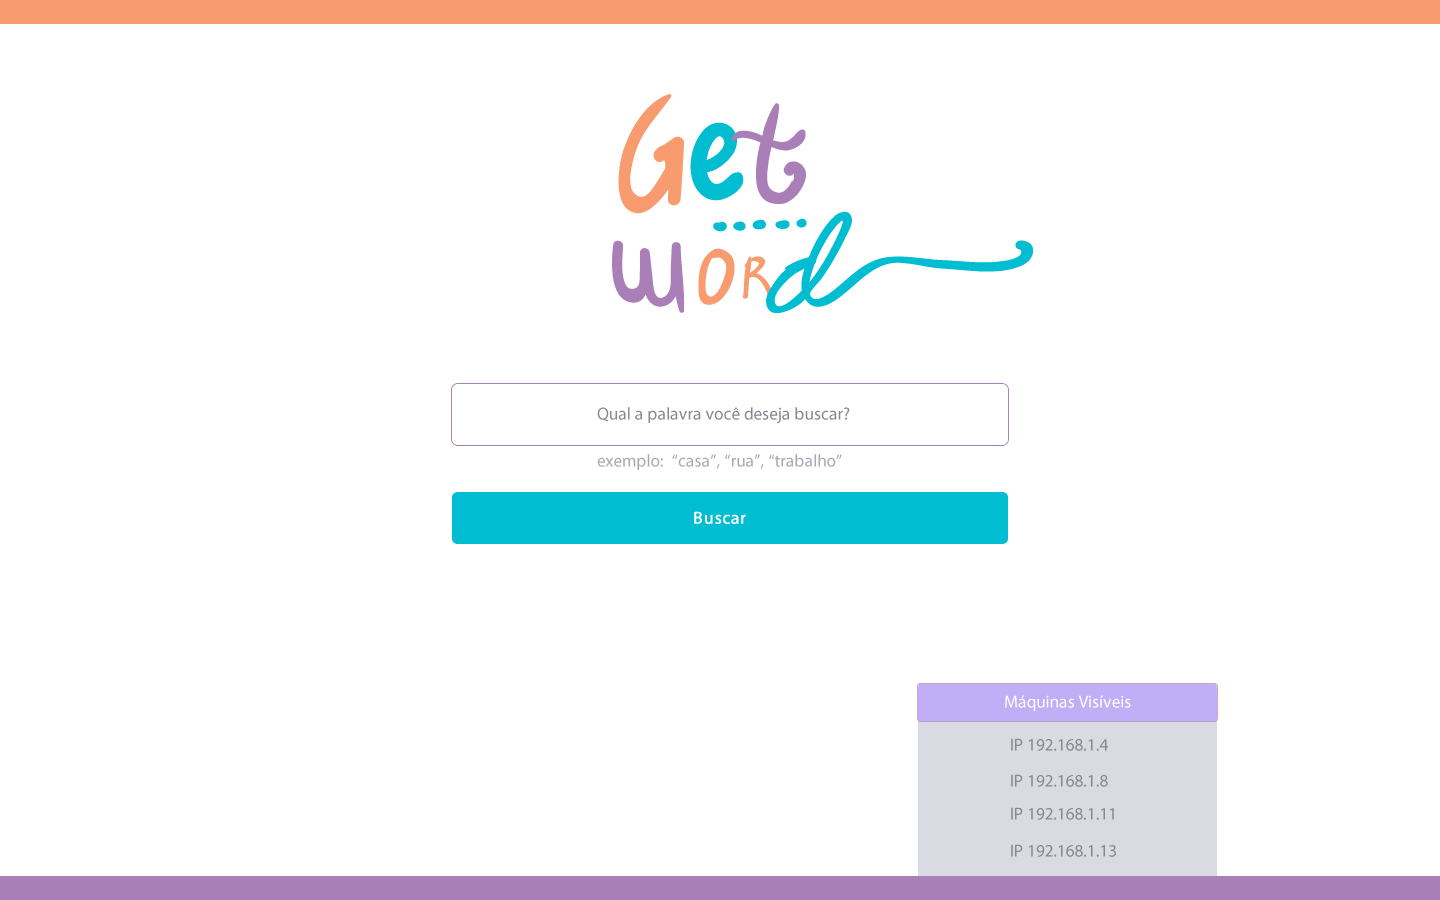 Get
word
Qual a palavra você deseja buscar?
exemplo: “casa”, “rua”, “trabalho”
Buscar
Máquinas Visíveis
IP 192.168.1.4
IP 192.168.1.8
IP 192.168.1.11
IP 192.168.1.13